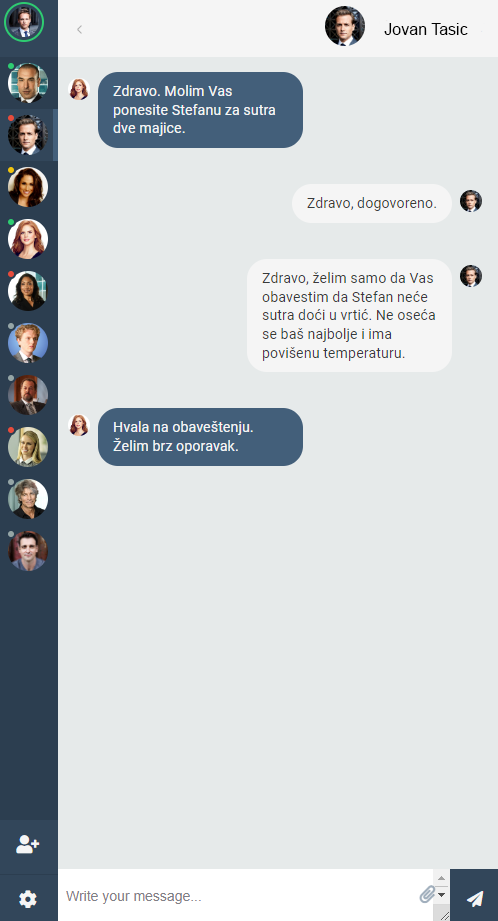 Jovan Tasic
Zdravo. Molim Vas
ponesite Stefanu za sutra
dve majice.
Zdravo, dogovoreno.
Zdravo, želim samo da Vas
obavestim da Stefan neće
sutra doći u vrtić. Ne oseća
se baš najbolje i ima
povišenu temperaturu.
Hvala na obaveštenju.
Želim brz oporavak.
Write your message...